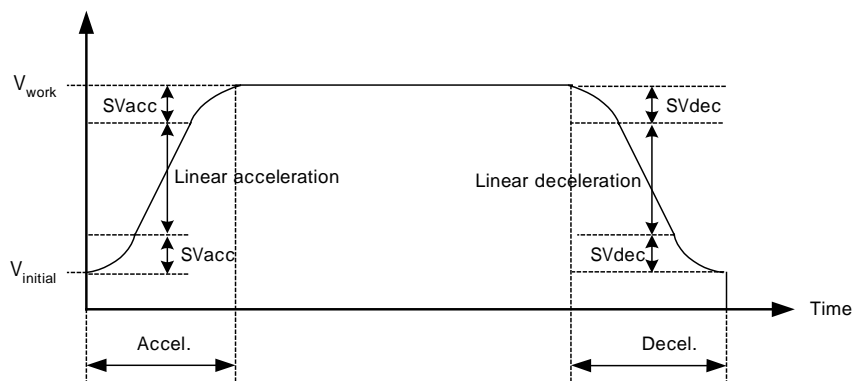 V_work
SVacc
SVdec
Linear acceleration
Linear deceleration
SVacc
SVdec
V_initial
Time
Accel.
Decel.